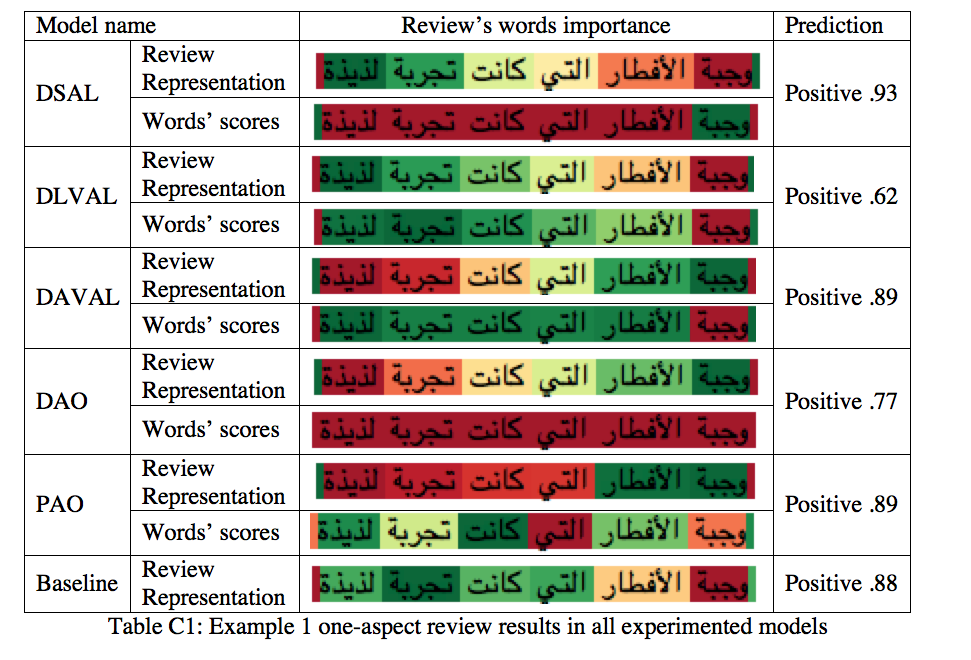 Model name Review's words importance Prediction
DSAL Review Representation وجبة الأفطار التي كانت تجربة لذيذة Positive .93
Words' scores وجبة الأفطار التي كانت تجربة لذيذة
DLVAL Review Representation وجبة الأفطار التي كانت تجربة لذيذة Positive .62
Words' scores وجبة الأفطار التي كانت تجربة لذيذة
DAVAL Review Representation وجبة الأفطار التي كانت تجربة لذيذة Positive .89
Words' scores وجبة الأفطار التي كانت تجربة لذيذة
DAO Review Representation وجبة الأفطار التي كانت تجربة لذيذة Positive .77
Words' scores وجبة الأفطار التي كانت تجربة لذيذة
PAO Review Representation وجبة الأفطار التي كانت تجربة لذيذة Positive .89
Words' scores وجبة الأفطار التي كانت تجربة لذيذة
Baseline Review Representation وجبة الأفطار التي كانت تجربة لذيذة Positive .88
Table C1: Example 1 one-aspect review results in all experimented models